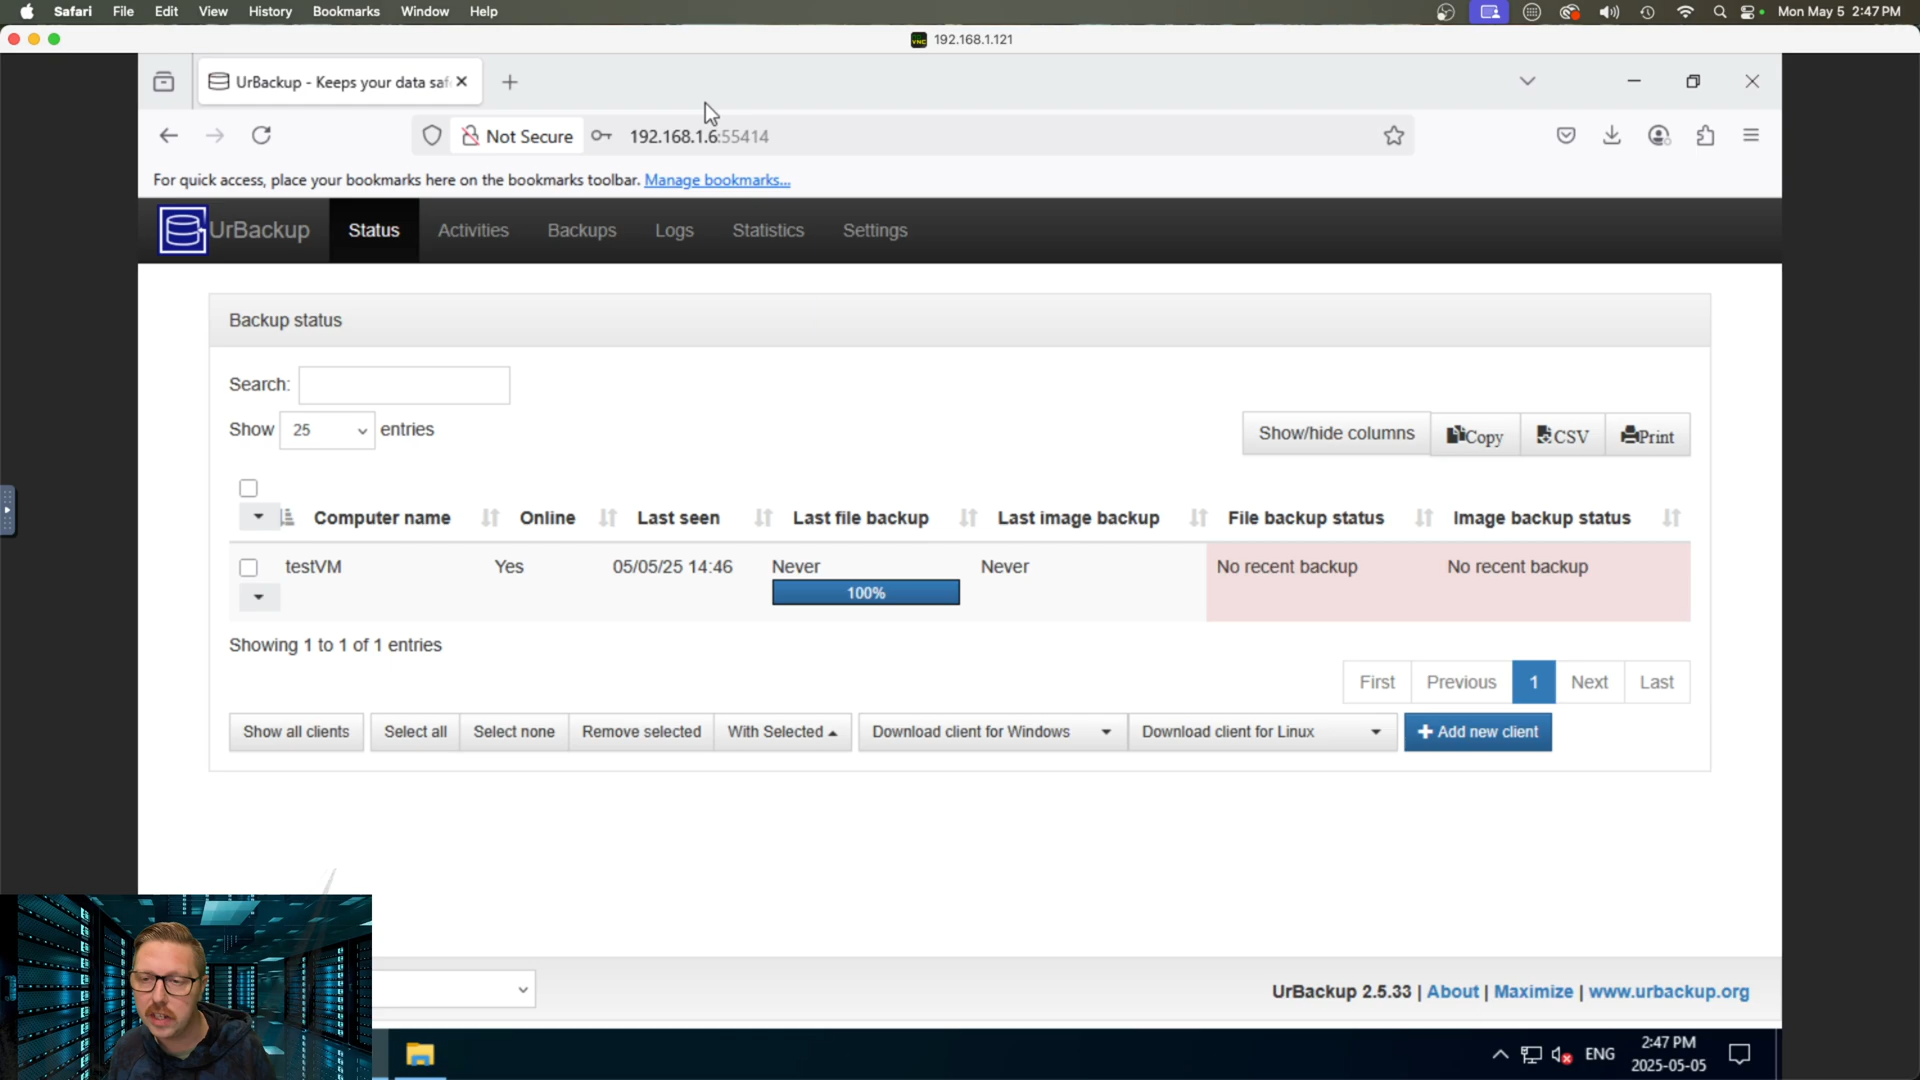 Safari File Edit View History Bookmarks Window Help Mon May 5 2:47 PM
VNC 192.168.1.121
UrBackup - Keeps your data saf
Not Secure 192.168.1.6:55414
For quick access, place your bookmarks here on the bookmarks toolbar. Manage bookmarks...
UrBackup Status Activities Backups Logs Statistics Settings
Backup status
Search:
Show 25 entries
Show/hide columns Copy CSV Print
Computer name Online Last seen Last file backup Last image backup File backup status Image backup status
testVM Yes 05/05/25 14:46 Never Never No recent backup No recent backup
100%
Showing 1 to 1 of 1 entries
First Previous 1 Next Last
Show all clients Select all Select none Remove selected With Selected Download client for Windows Download client for Linux Add new client
UrBackup 2.5.33 | About | Maximize | www.urbackup.org
ENG 2:47 PM
2025-05-05